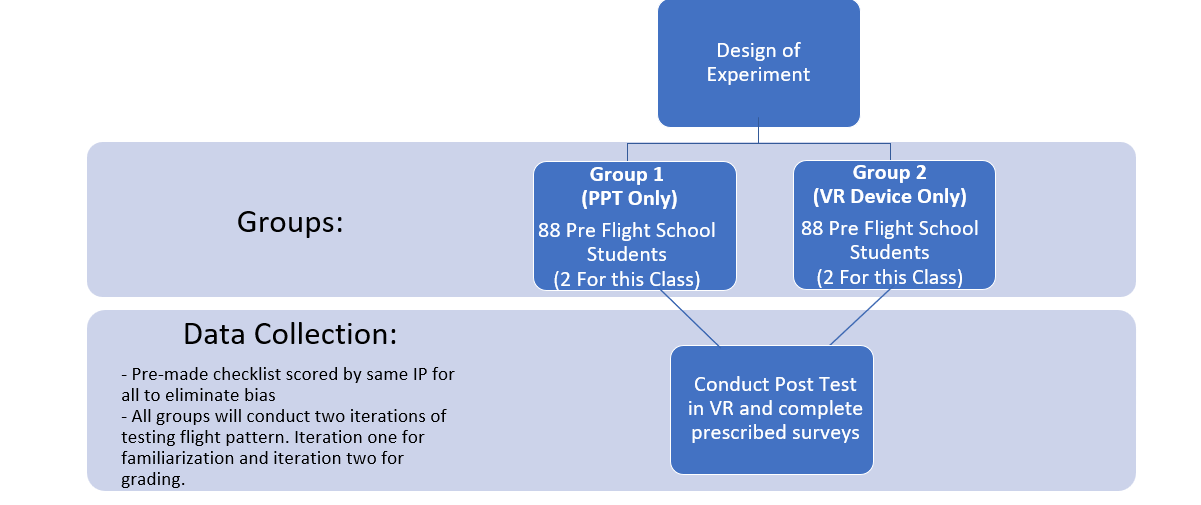 Design of
Experiment
Groups:
Group 1
(PPT Only)
88 Pre Flight School
Students
(2 For this Class)
Group 2
(VR Device Only)
88 Pre Flight School
Students
(2 For this Class)
Data Collection:
- Pre-made checklist scored by same IP for
all to eliminate bias
- All groups will conduct two iterations of
testing flight pattern. Iteration one for
familiarization and iteration two for
grading.
Conduct Post Test
in VR and complete
prescribed surveys